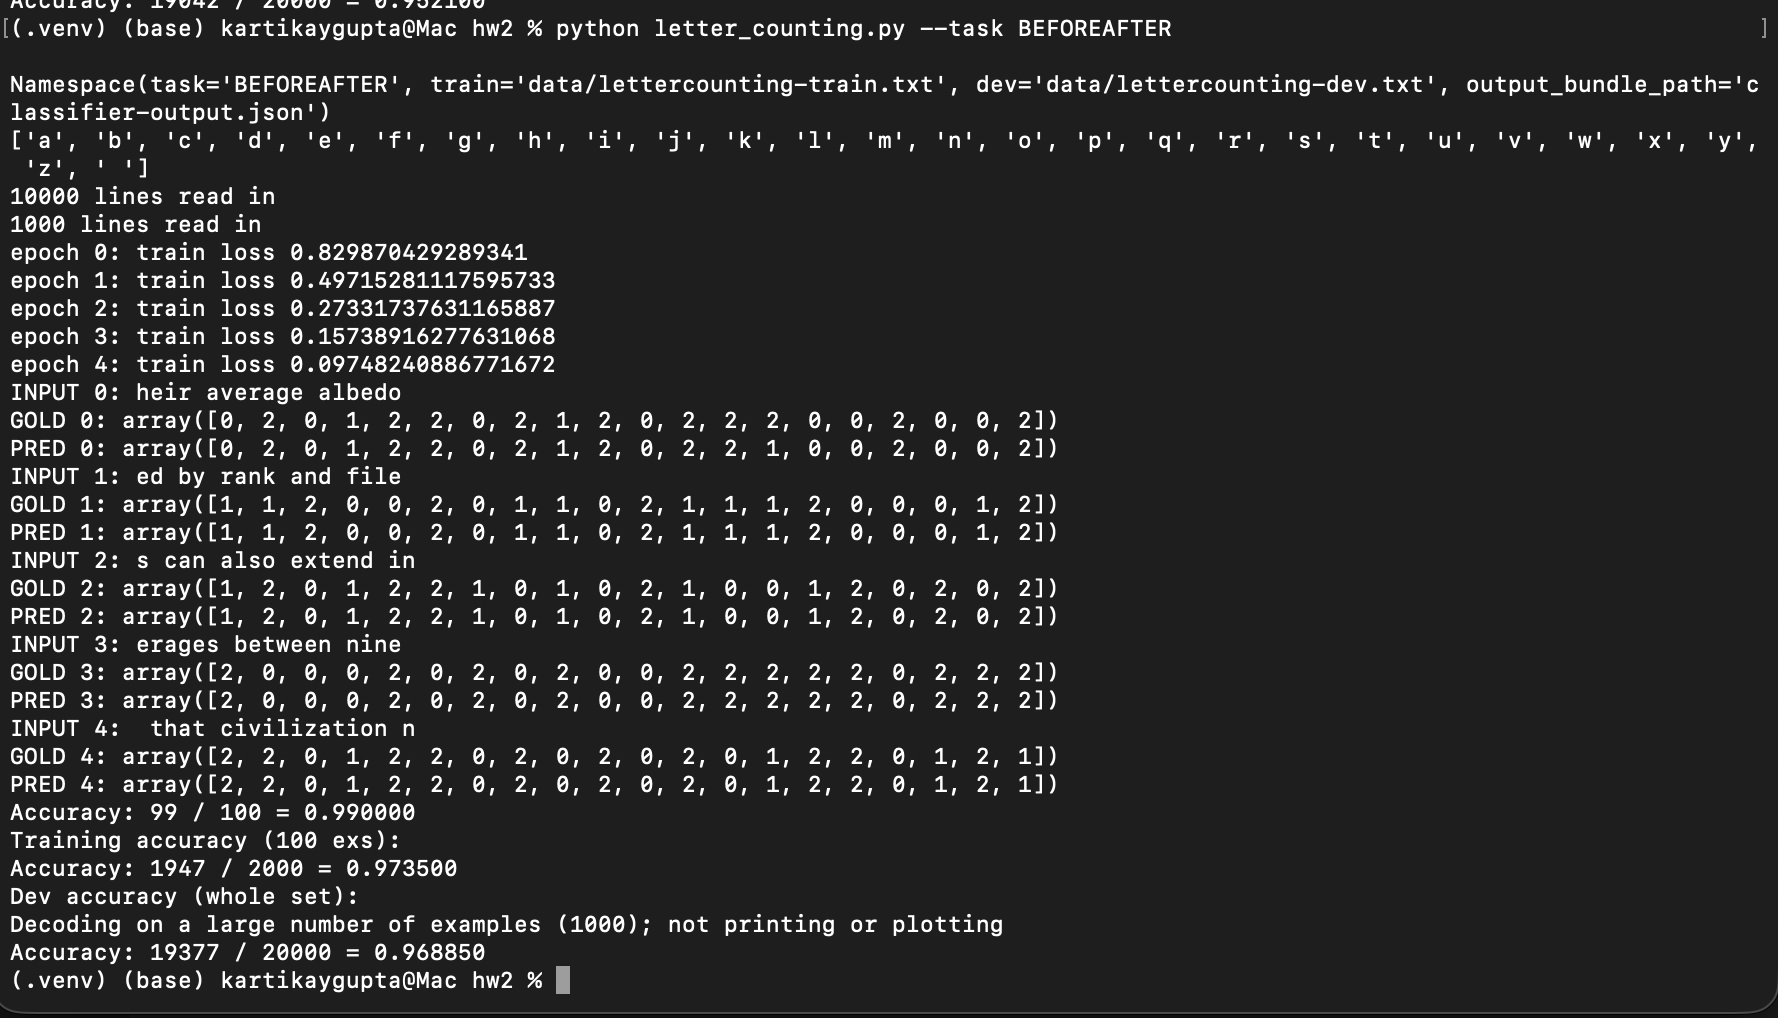 Accuracy: 19042 / 20000 = 0.952100
[(.venv) (base) kartikaygupta@Mac hw2 % python letter_counting.py --task BEFOREAFTER ]
Namespace(task='BEFOREAFTER', train='data/lettercounting-train.txt', dev='data/lettercounting-dev.txt', output_bundle_path='c
lassifier-output.json')
['a', 'b', 'c', 'd', 'e', 'f', 'g', 'h', 'i', 'j', 'k', 'l', 'm', 'n', 'o', 'p', 'q', 'r', 's', 't', 'u', 'v', 'w', 'x', 'y',
 'z', ' ']
10000 lines read in
1000 lines read in
epoch 0: train loss 0.829870429289341
epoch 1: train loss 0.49715281117595733
epoch 2: train loss 0.27331737631165887
epoch 3: train loss 0.15738916277631068
epoch 4: train loss 0.09748240886771672
INPUT 0: heir average albedo
GOLD 0: array([0, 2, 0, 1, 2, 2, 0, 2, 1, 2, 0, 2, 2, 2, 0, 0, 2, 0, 0, 2])
PRED 0: array([0, 2, 0, 1, 2, 2, 0, 2, 1, 2, 0, 2, 2, 1, 0, 0, 2, 0, 0, 2])
INPUT 1: ed by rank and file
GOLD 1: array([1, 1, 2, 0, 0, 2, 0, 1, 1, 0, 2, 1, 1, 1, 2, 0, 0, 0, 1, 2])
PRED 1: array([1, 1, 2, 0, 0, 2, 0, 1, 1, 0, 2, 1, 1, 1, 2, 0, 0, 0, 1, 2])
INPUT 2: s can also extend in
GOLD 2: array([1, 2, 0, 1, 2, 2, 1, 0, 1, 0, 2, 1, 0, 0, 1, 2, 0, 2, 0, 2])
PRED 2: array([1, 2, 0, 1, 2, 2, 1, 0, 1, 0, 2, 1, 0, 0, 1, 2, 0, 2, 0, 2])
INPUT 3: erages between nine
GOLD 3: array([2, 0, 0, 0, 2, 0, 2, 0, 2, 0, 0, 2, 2, 2, 2, 2, 0, 2, 2, 2])
PRED 3: array([2, 0, 0, 0, 2, 0, 2, 0, 2, 0, 0, 2, 2, 2, 2, 2, 0, 2, 2, 2])
INPUT 4:  that civilization n
GOLD 4: array([2, 2, 0, 1, 2, 2, 0, 2, 0, 2, 0, 2, 0, 1, 2, 2, 0, 1, 2, 1])
PRED 4: array([2, 2, 0, 1, 2, 2, 0, 2, 0, 2, 0, 2, 0, 1, 2, 2, 0, 1, 2, 1])
Accuracy: 99 / 100 = 0.990000
Training accuracy (100 exs):
Accuracy: 1947 / 2000 = 0.973500
Dev accuracy (whole set):
Decoding on a large number of examples (1000); not printing or plotting
Accuracy: 19377 / 20000 = 0.968850
(.venv) (base) kartikaygupta@Mac hw2 %